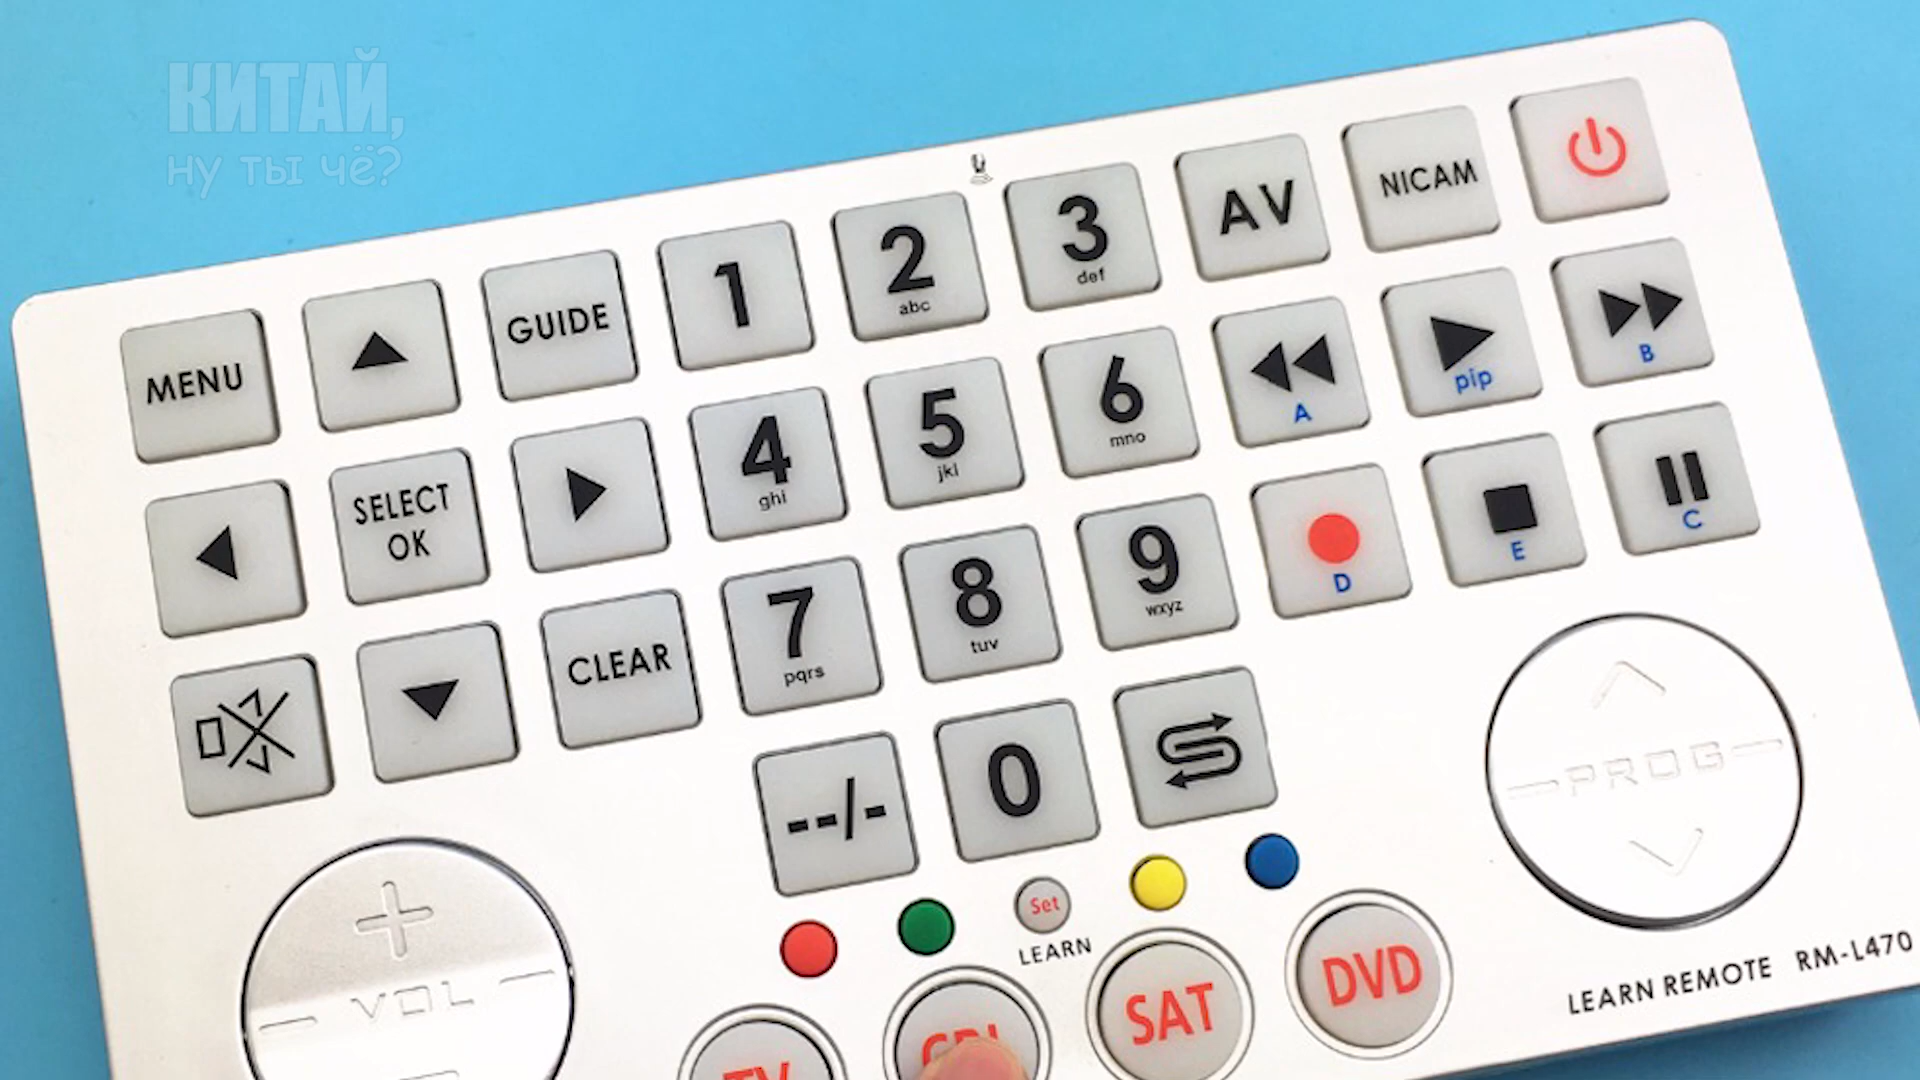 КИТАЙ,
ну ты чё?
MENU
GUIDE
1
2
abc
3
def
AV
NICAM
SELECT
OK
4
ghi
5
jkl
6
mno
A
pip
B
CLEAR
7
pqrs
8
tuv
9
wxyz
D
E
C
--/-
0
PROG
VOL
Set
LEARN
TV
SAT
DVD
LEARN REMOTE RM-L470